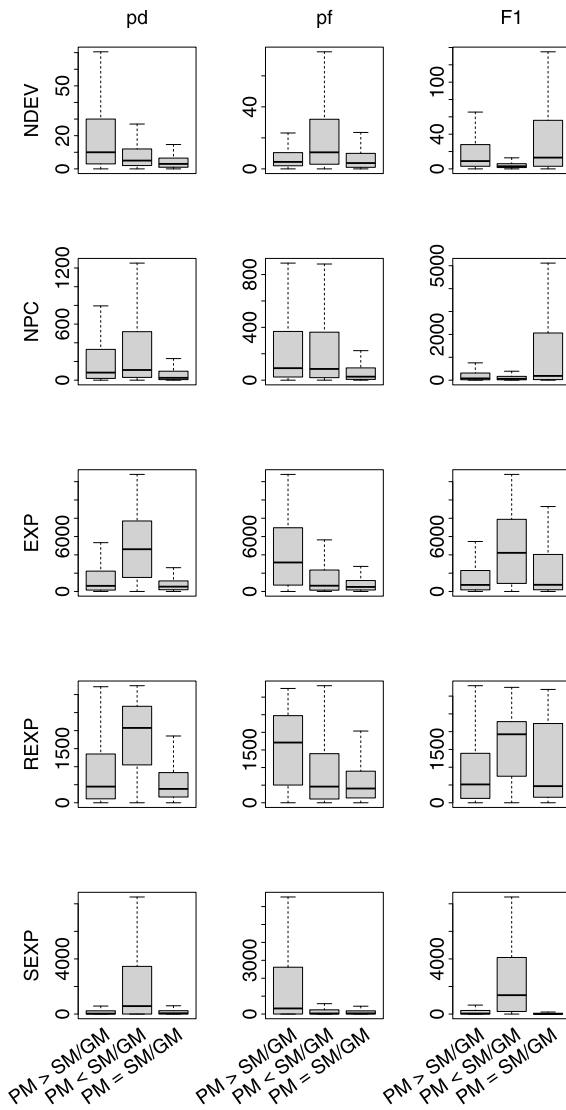 pd pf F1
NDEV
0 20 50
0 40
0 40 100
NPC
0 600 1200
0 400 800
0 2000 5000
EXP
0 6000
0 6000
0 6000
REXP
0 1500
0 1500
0 1500
SEXP
0 4000
0 3000
0 4000
PM > SM/GM
PM < SM/GM
PM = SM/GM
PM > SM/GM
PM < SM/GM
PM = SM/GM
PM > SM/GM
PM < SM/GM
PM = SM/GM